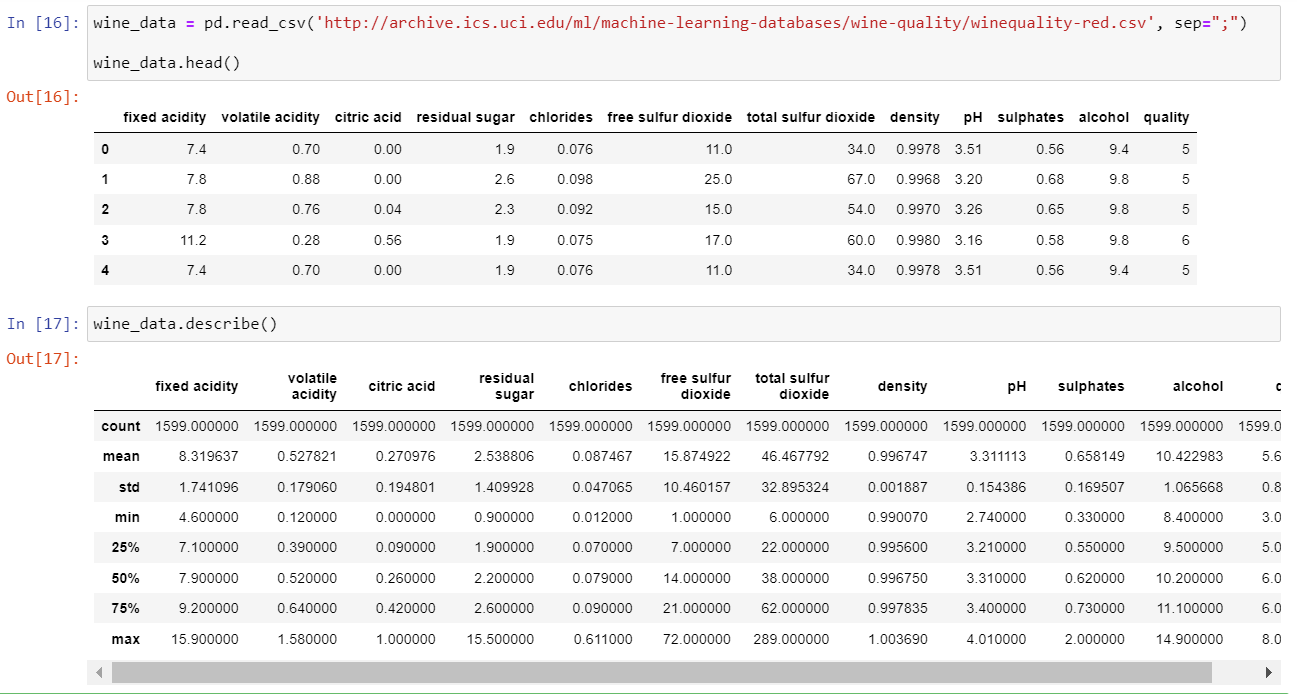 In [16]: wine_data = pd.read_csv('http://archive.ics.uci.edu/ml/machine-learning-databases/wine-quality/winequality-red.csv', sep=";")
wine_data.head()
Out[16]:
fixed acidity volatile acidity citric acid residual sugar chlorides free sulfur dioxide total sulfur dioxide density pH sulphates alcohol quality
0 7.4 0.70 0.00 1.9 0.076 11.0 34.0 0.9978 3.51 0.56 9.4 5
1 7.8 0.88 0.00 2.6 0.098 25.0 67.0 0.9968 3.20 0.68 9.8 5
2 7.8 0.76 0.04 2.3 0.092 15.0 54.0 0.9970 3.26 0.65 9.8 5
3 11.2 0.28 0.56 1.9 0.075 17.0 60.0 0.9980 3.16 0.58 9.8 6
4 7.4 0.70 0.00 1.9 0.076 11.0 34.0 0.9978 3.51 0.56 9.4 5
In [17]: wine_data.describe()
Out[17]:
fixed acidity volatile acidity citric acid residual sugar chlorides free sulfur dioxide total sulfur dioxide density pH sulphates alcohol
count 1599.000000 1599.000000 1599.000000 1599.000000 1599.000000 1599.000000 1599.000000 1599.000000 1599.000000 1599.000000 1599.000000 1599.0
mean 8.319637 0.527821 0.270976 2.538806 0.087467 15.874922 46.467792 0.996747 3.311113 0.658149 10.422983 5.6
std 1.741096 0.179060 0.194801 1.409928 0.047065 10.460157 32.895324 0.001887 0.154386 0.169507 1.065668 0.8
min 4.600000 0.120000 0.000000 0.900000 0.012000 1.000000 6.000000 0.990070 2.740000 0.330000 8.400000 3.0
25% 7.100000 0.390000 0.090000 1.900000 0.070000 7.000000 22.000000 0.995600 3.210000 0.550000 9.500000 5.0
50% 7.900000 0.520000 0.260000 2.200000 0.079000 14.000000 38.000000 0.996750 3.310000 0.620000 10.200000 6.0
75% 9.200000 0.640000 0.420000 2.600000 0.090000 21.000000 62.000000 0.997835 3.400000 0.730000 11.100000 6.0
max 15.900000 1.580000 1.000000 15.500000 0.611000 72.000000 289.000000 1.003690 4.010000 2.000000 14.900000 8.0